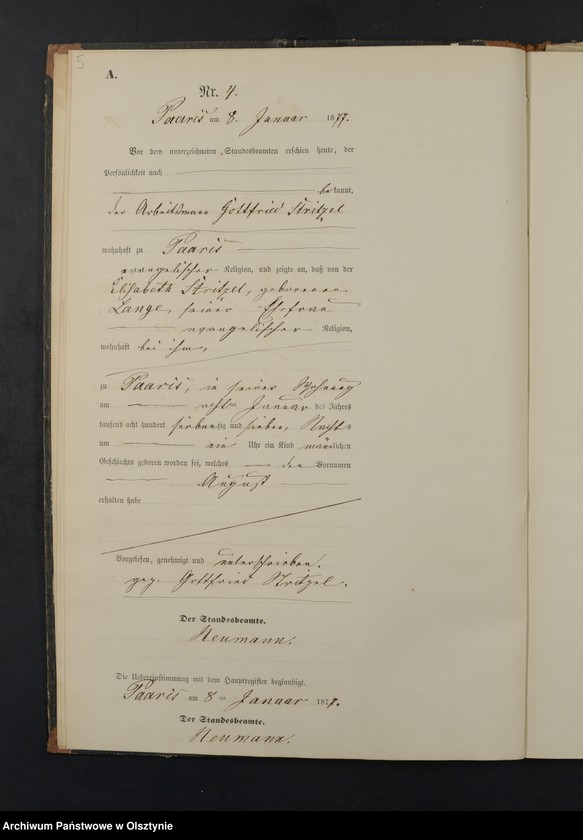 5
A.
Nr. 4.
Paaris am 8. Januar 1877.
Vor dem unterzeichneten Standesbeamten erschien heute, der
Persönlichkeit nach
bekannt,
der Arbeitsmann Gottfried Stritzel
wohnhaft zu Paaris
evangelischer Religion, und zeigte an, daß von der
Elisabeth Stritzel, geborenen
Lange, seiner Ehefrau
evangelischer Religion,
wohnhaft bei ihm,
zu Paaris, in seiner Wohnung
am achten Januar des Jahres
tausend acht hundert siebenzig und sieben, Nachts
um ein Uhr ein Kind männlichen
Geschlechts geboren worden sei, welches den Vornamen
August
erhalten habe
Vorgelesen, genehmigt und unterschrieben.
gez. Gottfried Stritzel.
Der Standesbeamte.
Neumann.
Die Uebereinstimmung mit dem Hauptregister beglaubigt.
Paaris am 8ten Januar 1877.
Der Standesbeamte.
Neumann.
Archiwum Państwowe w Olsztynie